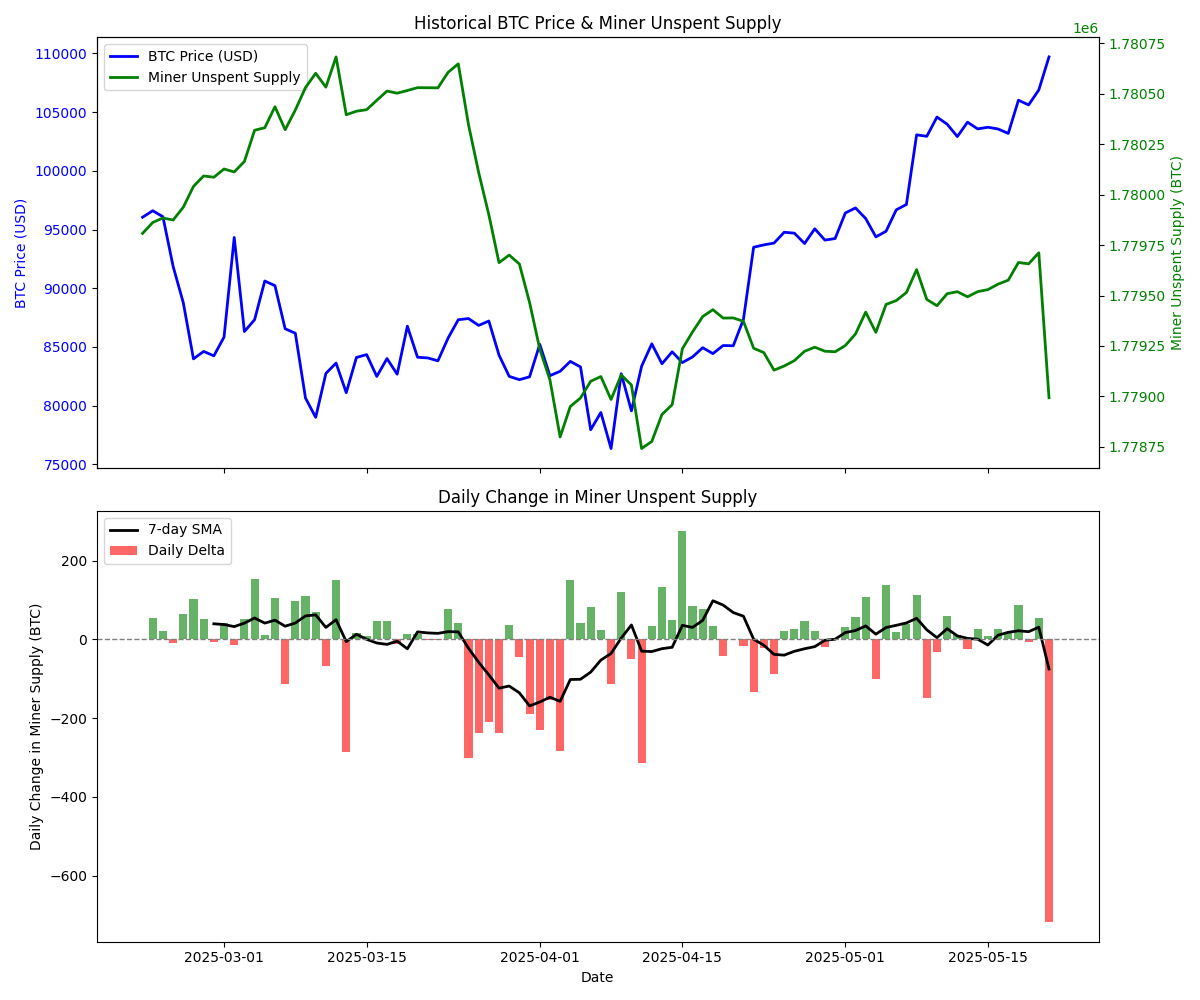 Historical BTC Price & Miner Unspent Supply
1e6
BTC Price (USD)
Miner Unspent Supply
110000
105000
100000
95000
90000
85000
80000
75000
BTC Price (USD)
1.78075
1.78050
1.78025
1.78000
1.77975
1.77950
1.77925
1.77900
1.77875
Miner Unspent Supply (BTC)
Daily Change in Miner Unspent Supply
7-day SMA
Daily Delta
200
0
−200
−400
−600
Daily Change in Miner Supply (BTC)
2025-03-01
2025-03-15
2025-04-01
2025-04-15
2025-05-01
2025-05-15
Date